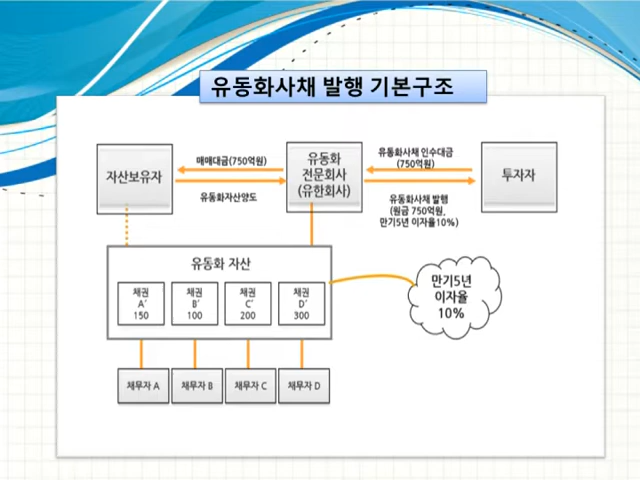 유동화사채 발행 기본구조
자산보유자
매매대금(750억원)
유동화자산양도
유동화
전문회사
(유한회사)
유동화사채 인수대금
(750억원)
유동화사채 발행
(원금 750억원,
만기5년 이자율10%)
투자자
유동화 자산
채권
A′
150
채권
B′
100
채권
C′
200
채권
D′
300
만기5년
이자율
10%
채무자 A
채무자 B
채무자 C
채무자 D